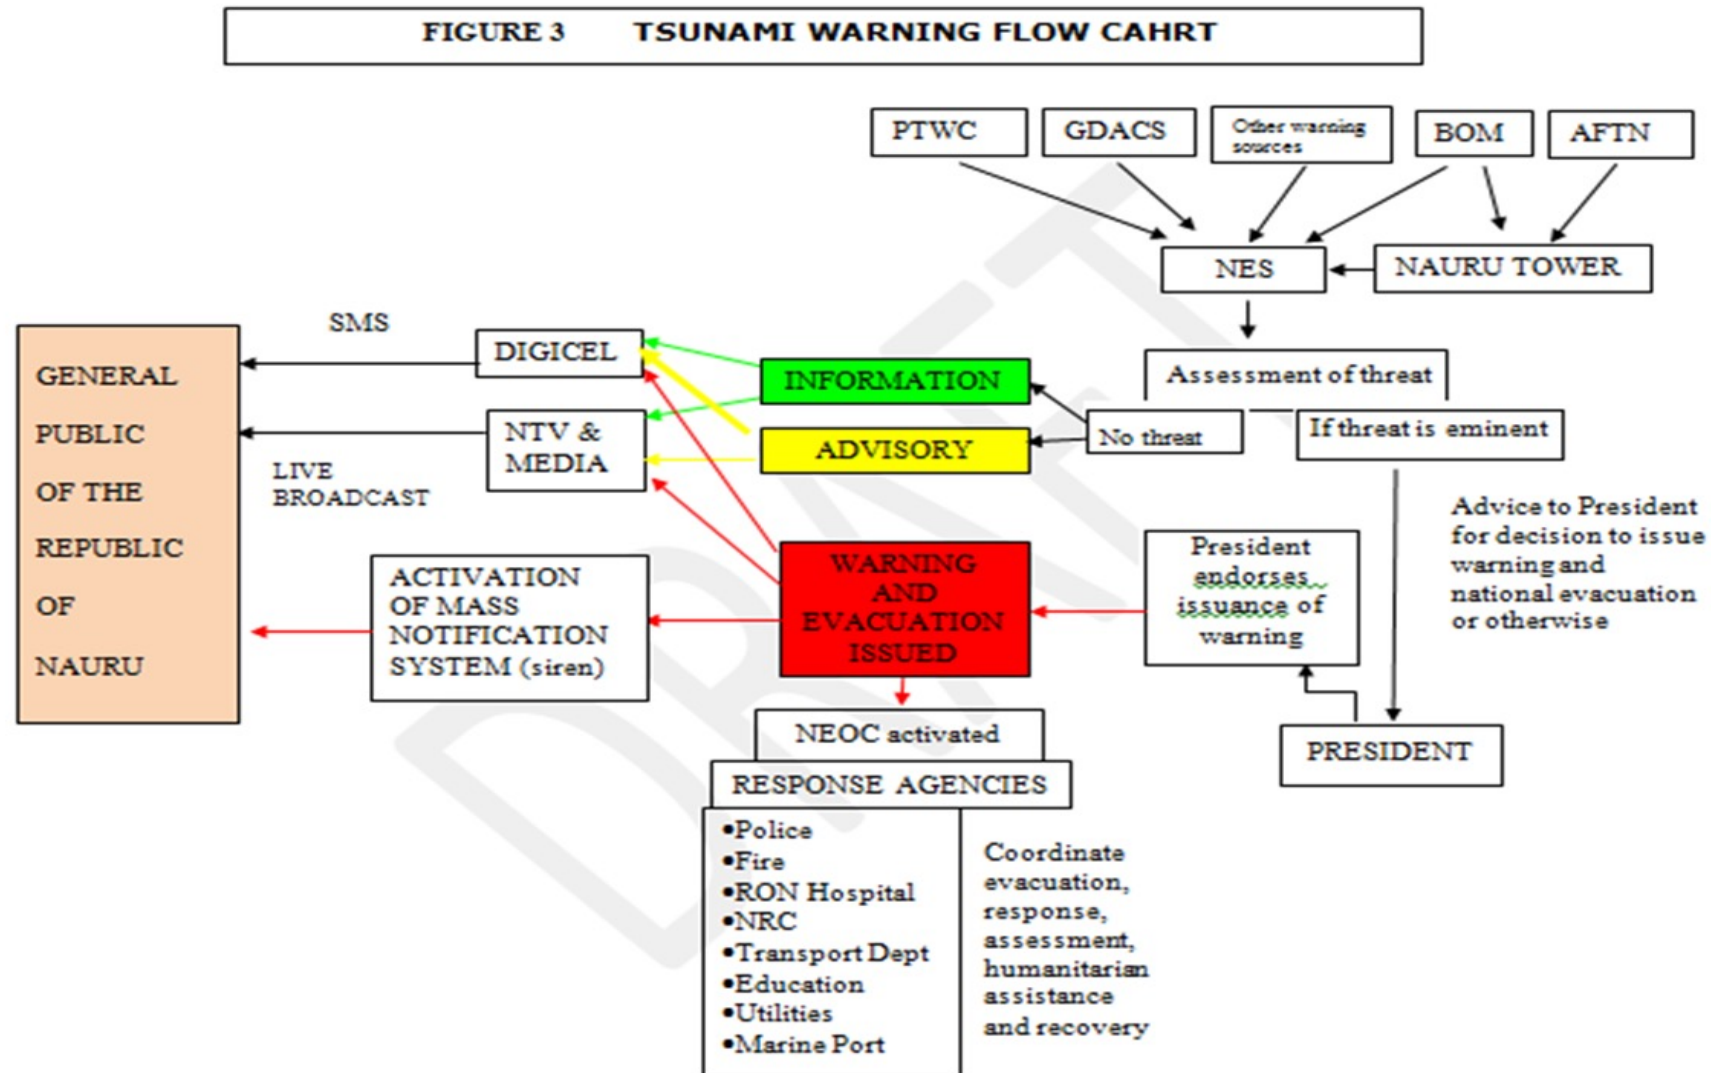 FIGURE 3 TSUNAMI WARNING FLOW CAHRT
PTWC
GDACS
Other warning
sources
BOM
AFTN
NES
NAURU TOWER
Assessment of threat
No threat
If threat is eminent
INFORMATION
ADVISORY
DIGICEL
SMS
NTV &
MEDIA
LIVE
BROADCAST
GENERAL
PUBLIC
OF THE
REPUBLIC
OF
NAURU
ACTIVATION
OF MASS
NOTIFICATION
SYSTEM (siren)
WARNING
AND
EVACUATION
ISSUED
President
endorses
issuance of
warning
Advice to President
for decision to issue
warning and
national evacuation
or otherwise
PRESIDENT
NEOC activated
RESPONSE AGENCIES
•Police
•Fire
•RON Hospital
•NRC
•Transport Dept
•Education
•Utilities
•Marine Port
Coordinate
evacuation,
response,
assessment,
humanitarian
assistance
and recovery
DRAFT